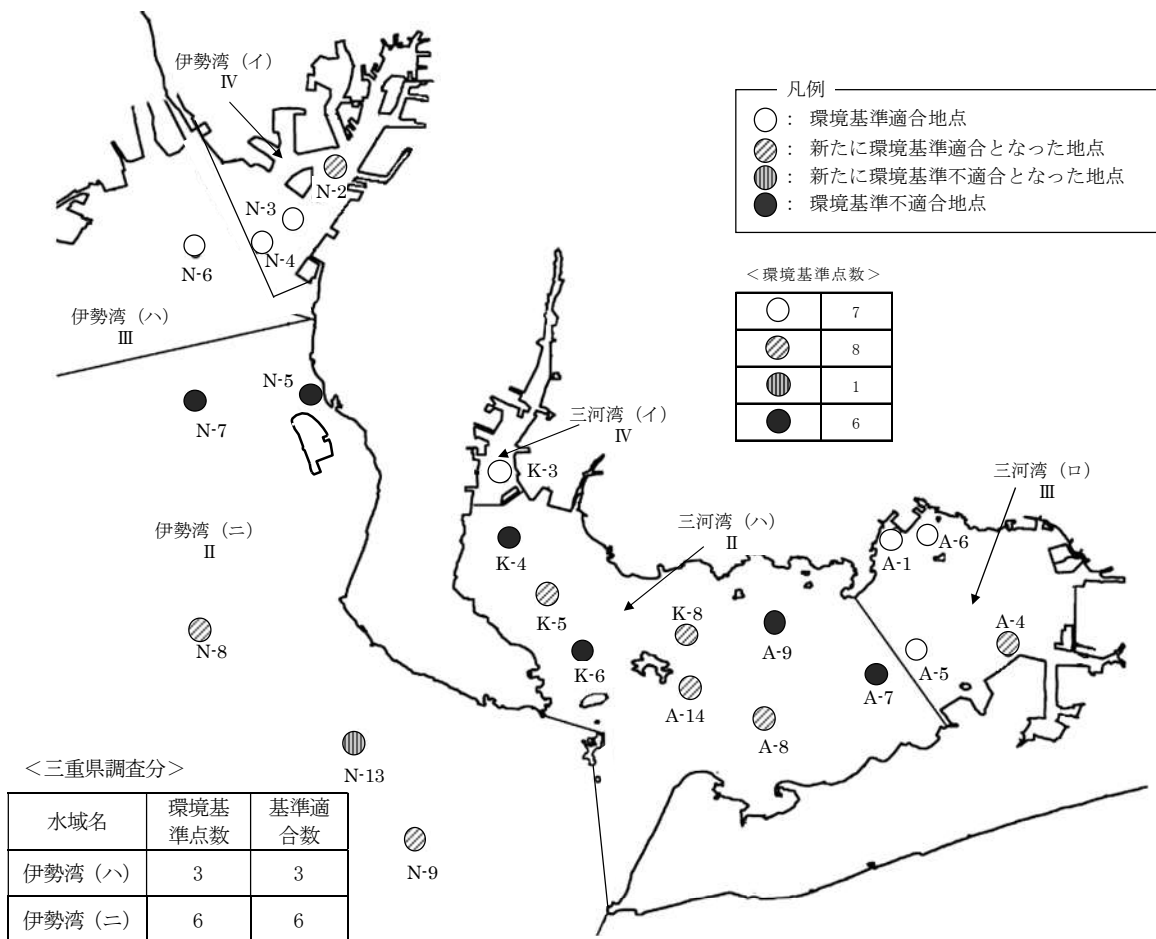 伊勢湾（イ）
Ⅳ
凡例
： 環境基準適合地点
： 新たに環境基準適合となった地点
： 新たに環境基準不適合となった地点
： 環境基準不適合地点
N-2
N-3
N-4
N-6
＜環境基準点数＞
7
8
1
6
伊勢湾（ハ）
Ⅲ
N-5
N-7
三河湾（イ）
Ⅳ
K-3
三河湾（ロ）
Ⅲ
三河湾（ハ）
Ⅱ
伊勢湾（ニ）
Ⅱ
A-6
A-1
K-4
K-5
K-8
A-9
A-4
N-8
K-6
A-5
A-7
A-14
A-8
N-13
N-9
＜三重県調査分＞
水域名 環境基準点数 基準適合数
伊勢湾（ハ） 3 3
伊勢湾（ニ） 6 6